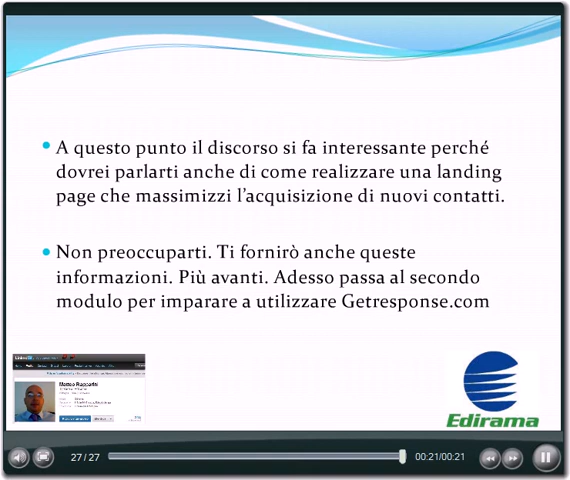 A questo punto il discorso si fa interessante perché
dovrei parlarti anche di come realizzare una landing
page che massimizzi l'acquisizione di nuovi contatti.
Non preoccuparti. Ti fornirò anche queste
informazioni. Più avanti. Adesso passa al secondo
modulo per imparare a utilizzare Getresponse.com
Matteo Rapparini
Edirama
27 / 27
00:21/00:21